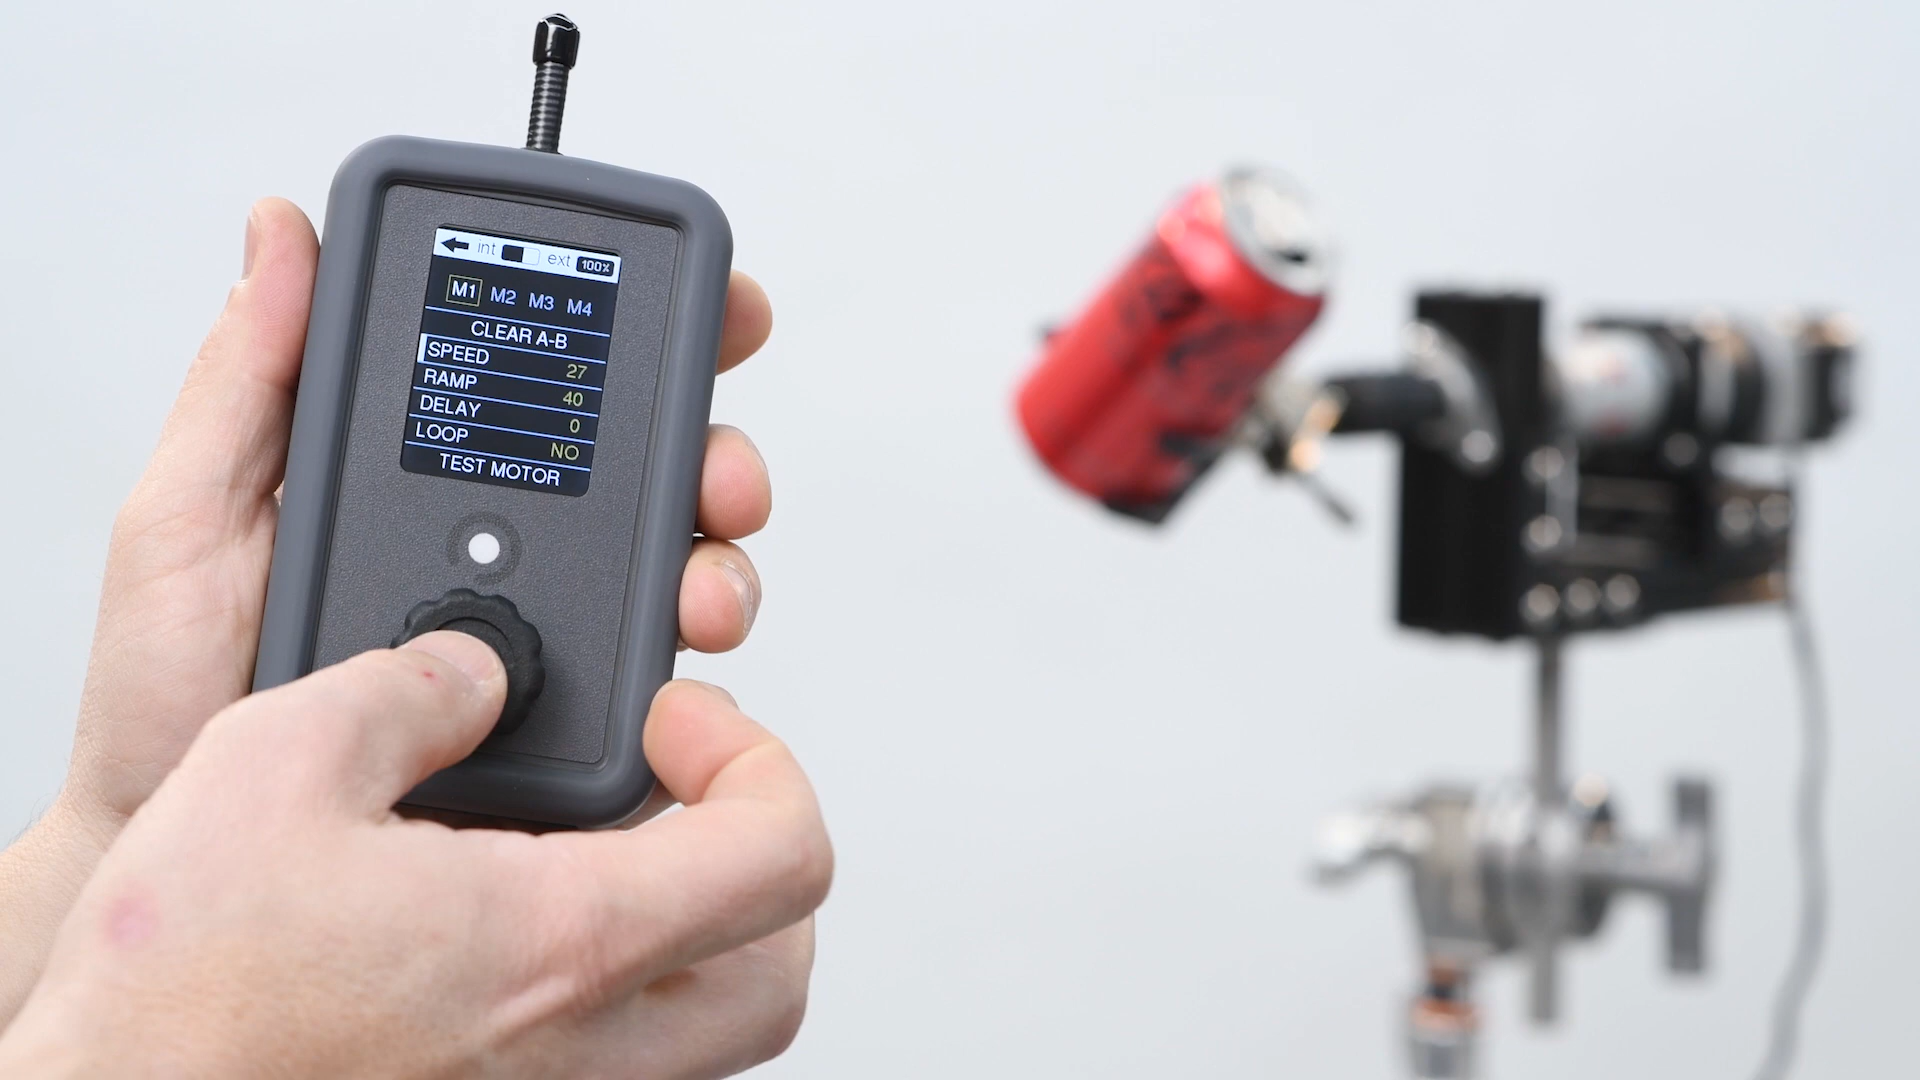 int ext 100%
M1 M2 M3 M4
CLEAR A-B
SPEED 27
RAMP 40
DELAY 0
LOOP NO
TEST MOTOR